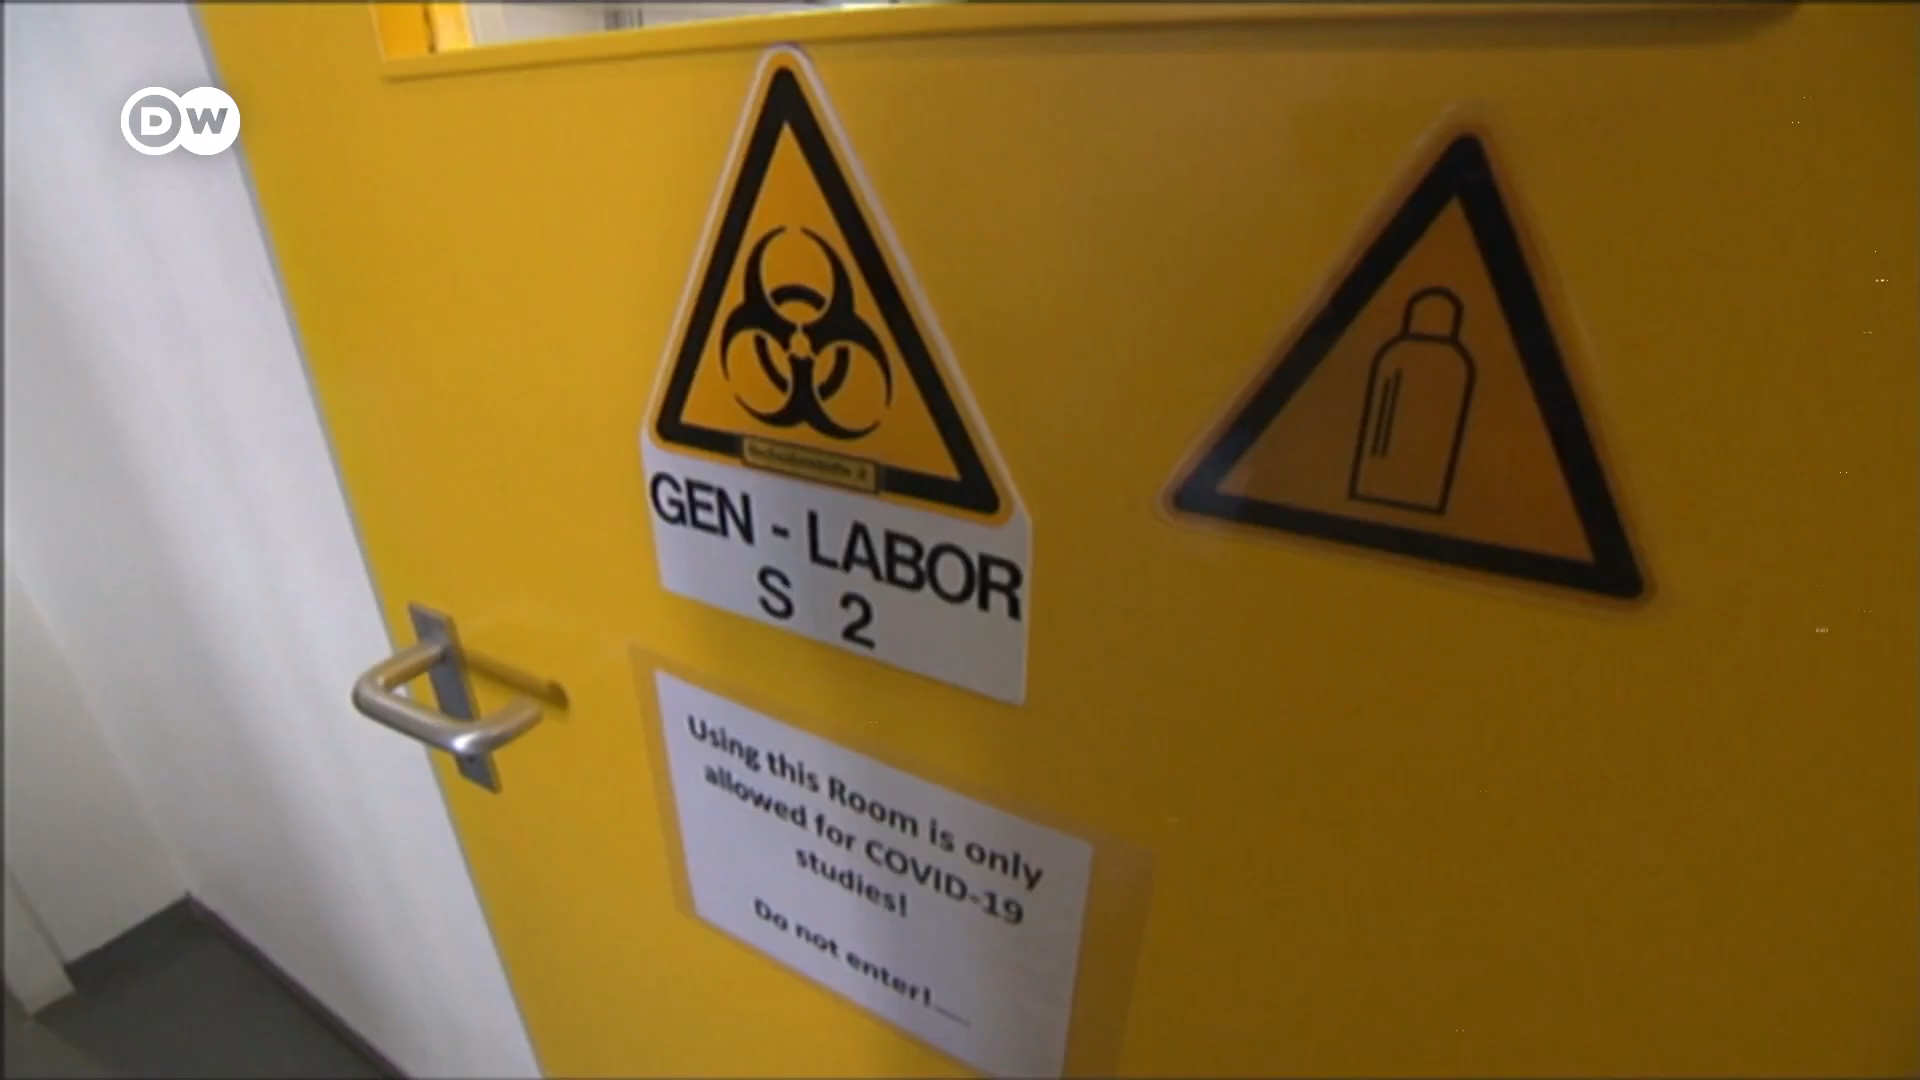 DW
GEN - LABOR
S 2
Using this Room is only
allowed for COVID-19
studies!
Do not enter!